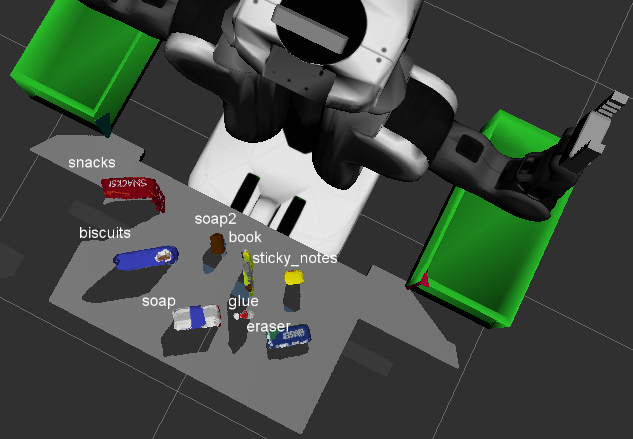 snacks
SNACKS!
soap2
biscuits
book
sticky_notes
soap
glue
eraser